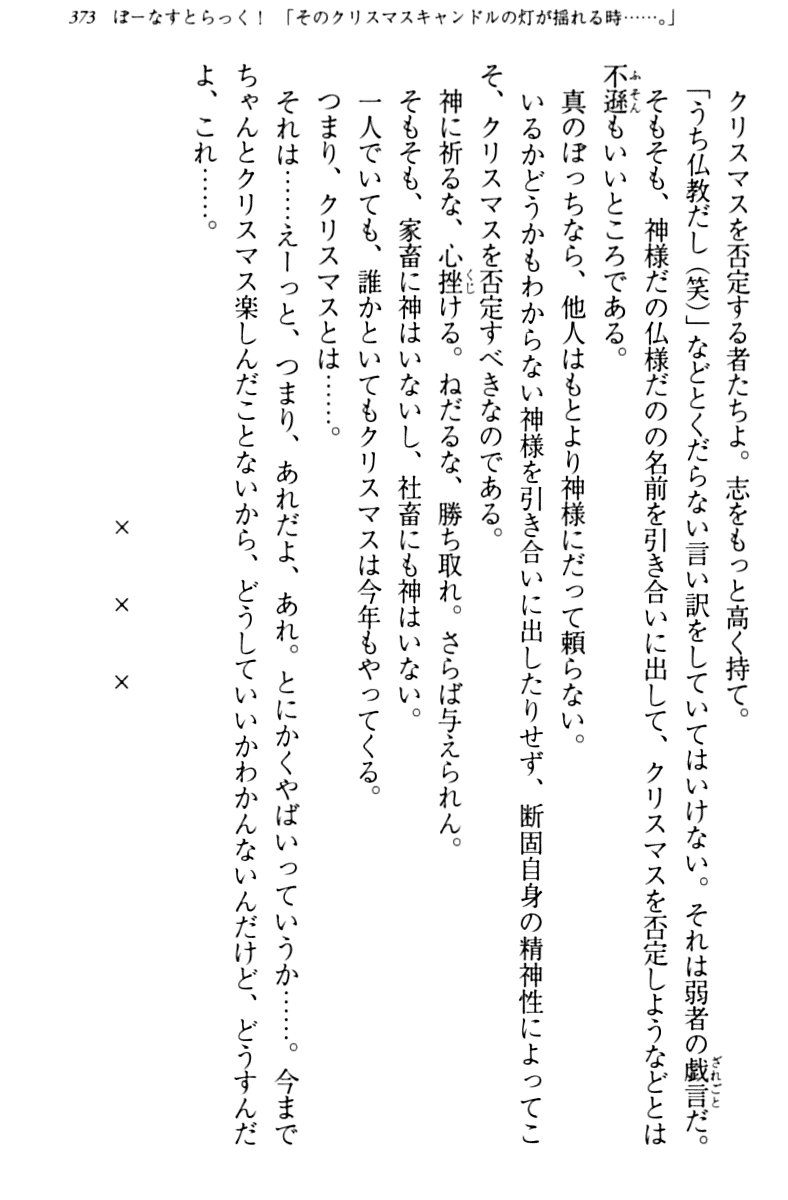 373 ぼーなすとらっく！「そのクリスマスキャンドルの灯が揺れる時……。」
クリスマスを否定する者たちよ。志をもっと高く持て。
「うち仏教だし（笑）」などとくだらない言い訳をしていてはいけない。それは弱者の戯言だ。
そもそも、神様だの仏様だのの名前を引き合いに出して、クリスマスを否定しようなどとは
不遜もいいところである。
真のぼっちなら、他人はもとより神様にだって頼らない。
いるかどうかもわからない神様を引き合いに出したりせず、断固自身の精神性によってこ
そ、クリスマスを否定すべきなのである。
神に祈るな、心挫ける。ねだるな、勝ち取れ。さらば与えられん。
そもそも、家畜に神はいないし、社畜にも神はいない。
一人でいても、誰かといてもクリスマスは今年もやってくる。
つまり、クリスマスとは……。
それは……えーっと、つまり、あれだよ、あれ。とにかくやばいっていうか……。今まで
ちゃんとクリスマス楽しんだことないから、どうしていいかわかんないんだけど、どうすんだ
よ、これ……。
× × ×